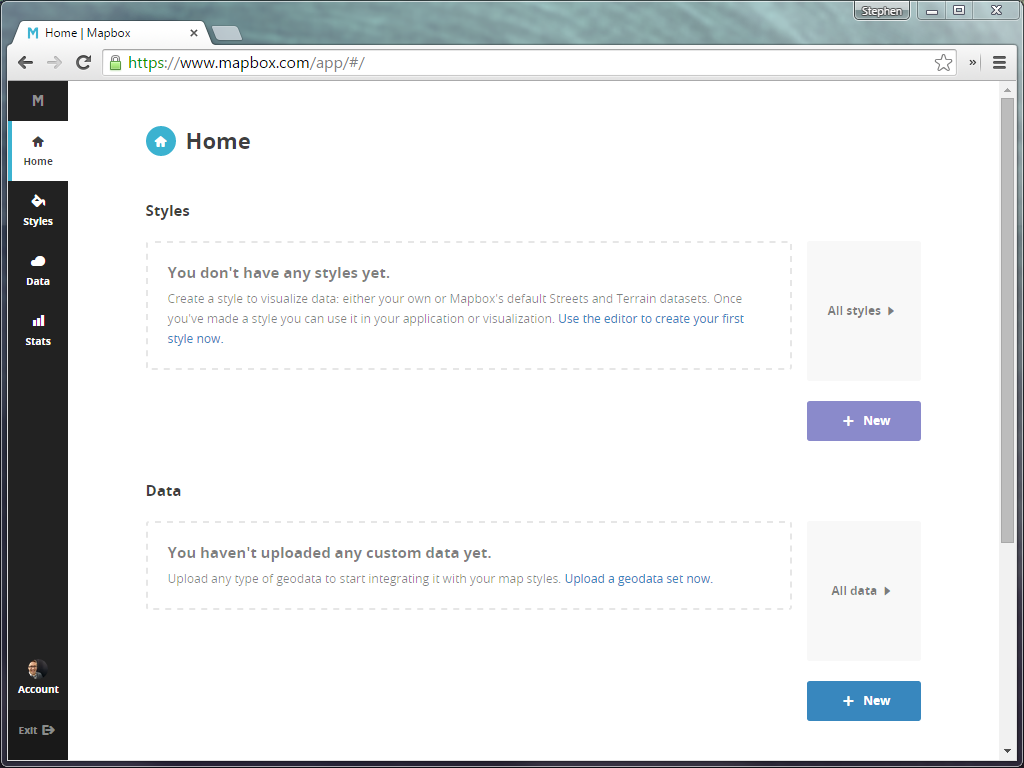 Stephen
Home | Mapbox
https://www.mapbox.com/app/#/
M
Home
Styles
Data
Stats
Account
Exit
Home
Styles
You don't have any styles yet.
Create a style to visualize data: either your own or Mapbox's default Streets and Terrain datasets. Once
you've made a style you can use it in your application or visualization. Use the editor to create your first
style now.
All styles
+ New
Data
You haven't uploaded any custom data yet.
Upload any type of geodata to start integrating it with your map styles. Upload a geodata set now.
All data
+ New